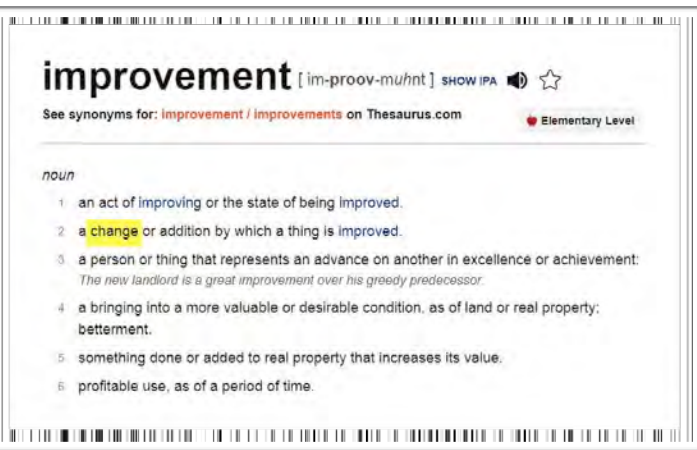 improvement [ im-proov-muhnt ] SHOW IPA
See synonyms for: improvement / improvements on Thesaurus.com
Elementary Level
noun
1 an act of improving or the state of being improved.
2 a change or addition by which a thing is improved.
3 a person or thing that represents an advance on another in excellence or achievement:
The new landlord is a great improvement over his greedy predecessor.
4 a bringing into a more valuable or desirable condition, as of land or real property;
betterment.
5 something done or added to real property that increases its value.
6 profitable use, as of a period of time.